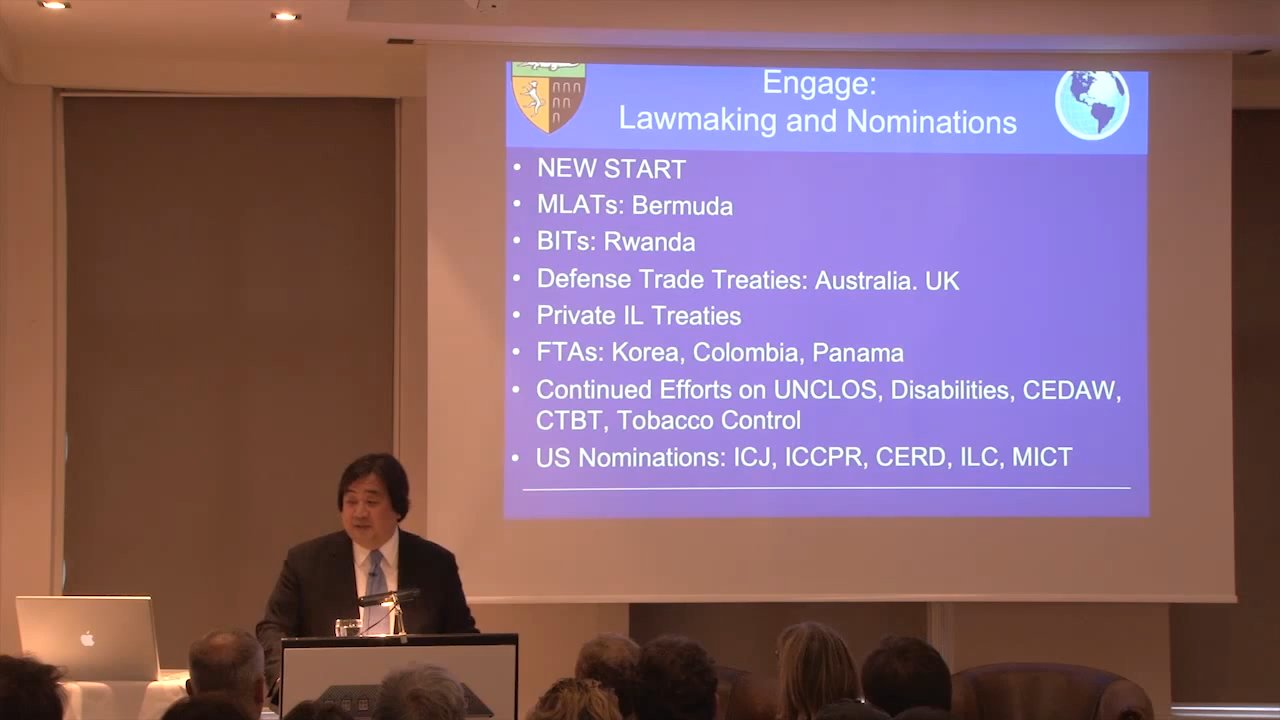 Engage:
Lawmaking and Nominations
• NEW START
• MLATs: Bermuda
• BITs: Rwanda
• Defense Trade Treaties: Australia. UK
• Private IL Treaties
• FTAs: Korea, Colombia, Panama
• Continued Efforts on UNCLOS, Disabilities, CEDAW,
CTBT, Tobacco Control
• US Nominations: ICJ, ICCPR, CERD, ILC, MICT